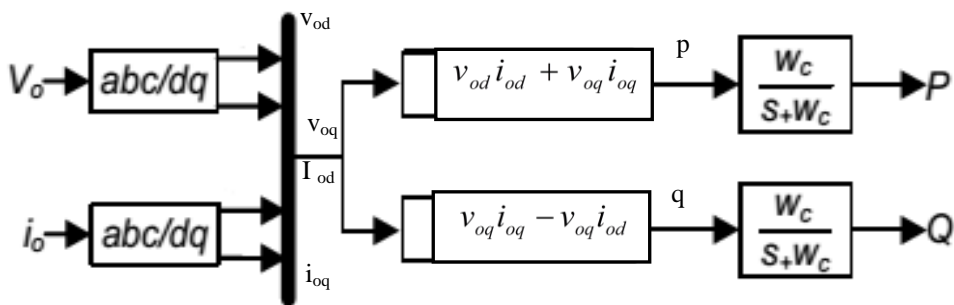 v_od
V_o
abc/dq
v_od i_od + v_oq i_oq
p
W_c
S+W_c
P
v_oq
I_od
i_o
abc/dq
v_oq i_oq − v_oq i_od
q
W_c
S+W_c
Q
i_oq